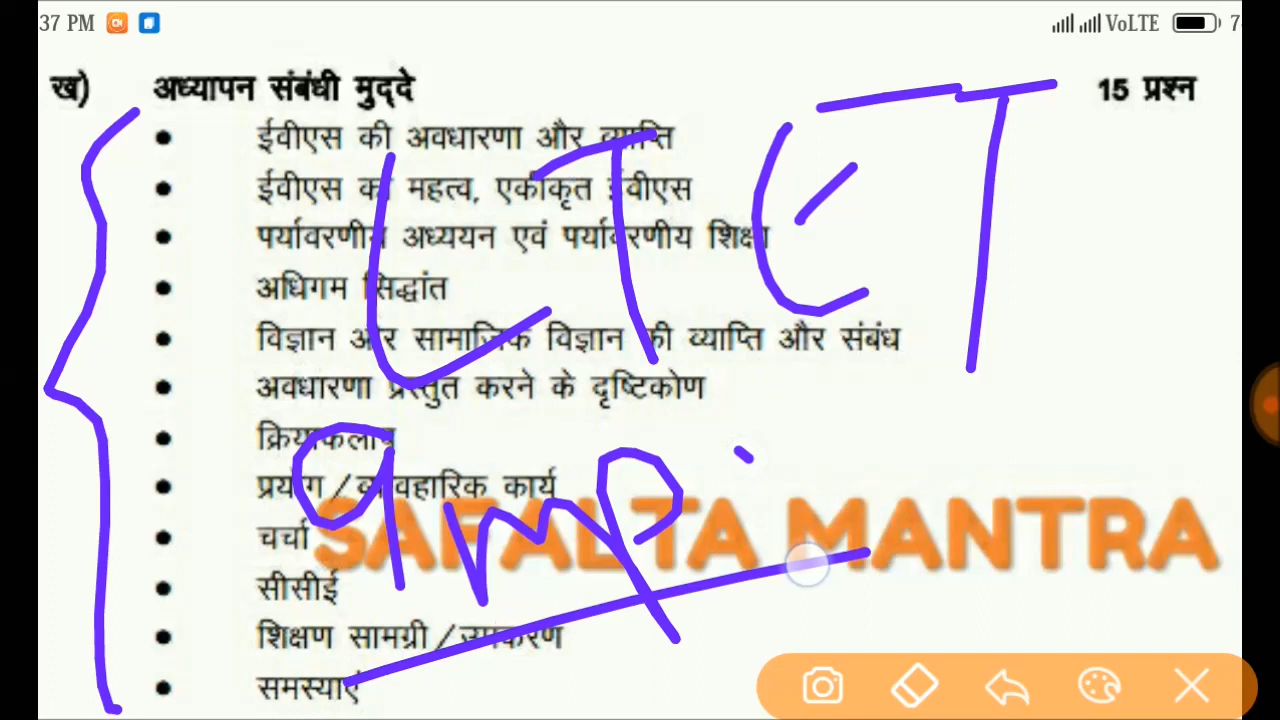 37 PM VoLTE 7
ख) अध्यापन संबंधी मुद्दे 15 प्रश्न
• ईवीएस की अवधारणा और व्याप्ति
• ईवीएस का महत्व, एकीकृत ईवीएस
• पर्यावरणीय अध्ययन एवं पर्यावरणीय शिक्षा
• अधिगम सिद्धांत
• विज्ञान और सामाजिक विज्ञान की व्याप्ति और संबंध
• अवधारणा प्रस्तुत करने के दृष्टिकोण
• क्रियाकलाप
• प्रयोग/व्यावहारिक कार्य
• चर्चा
• सीसीई
• शिक्षण सामग्री/उपकरण
• समस्याएं
CTET
SAFALTA MANTRA